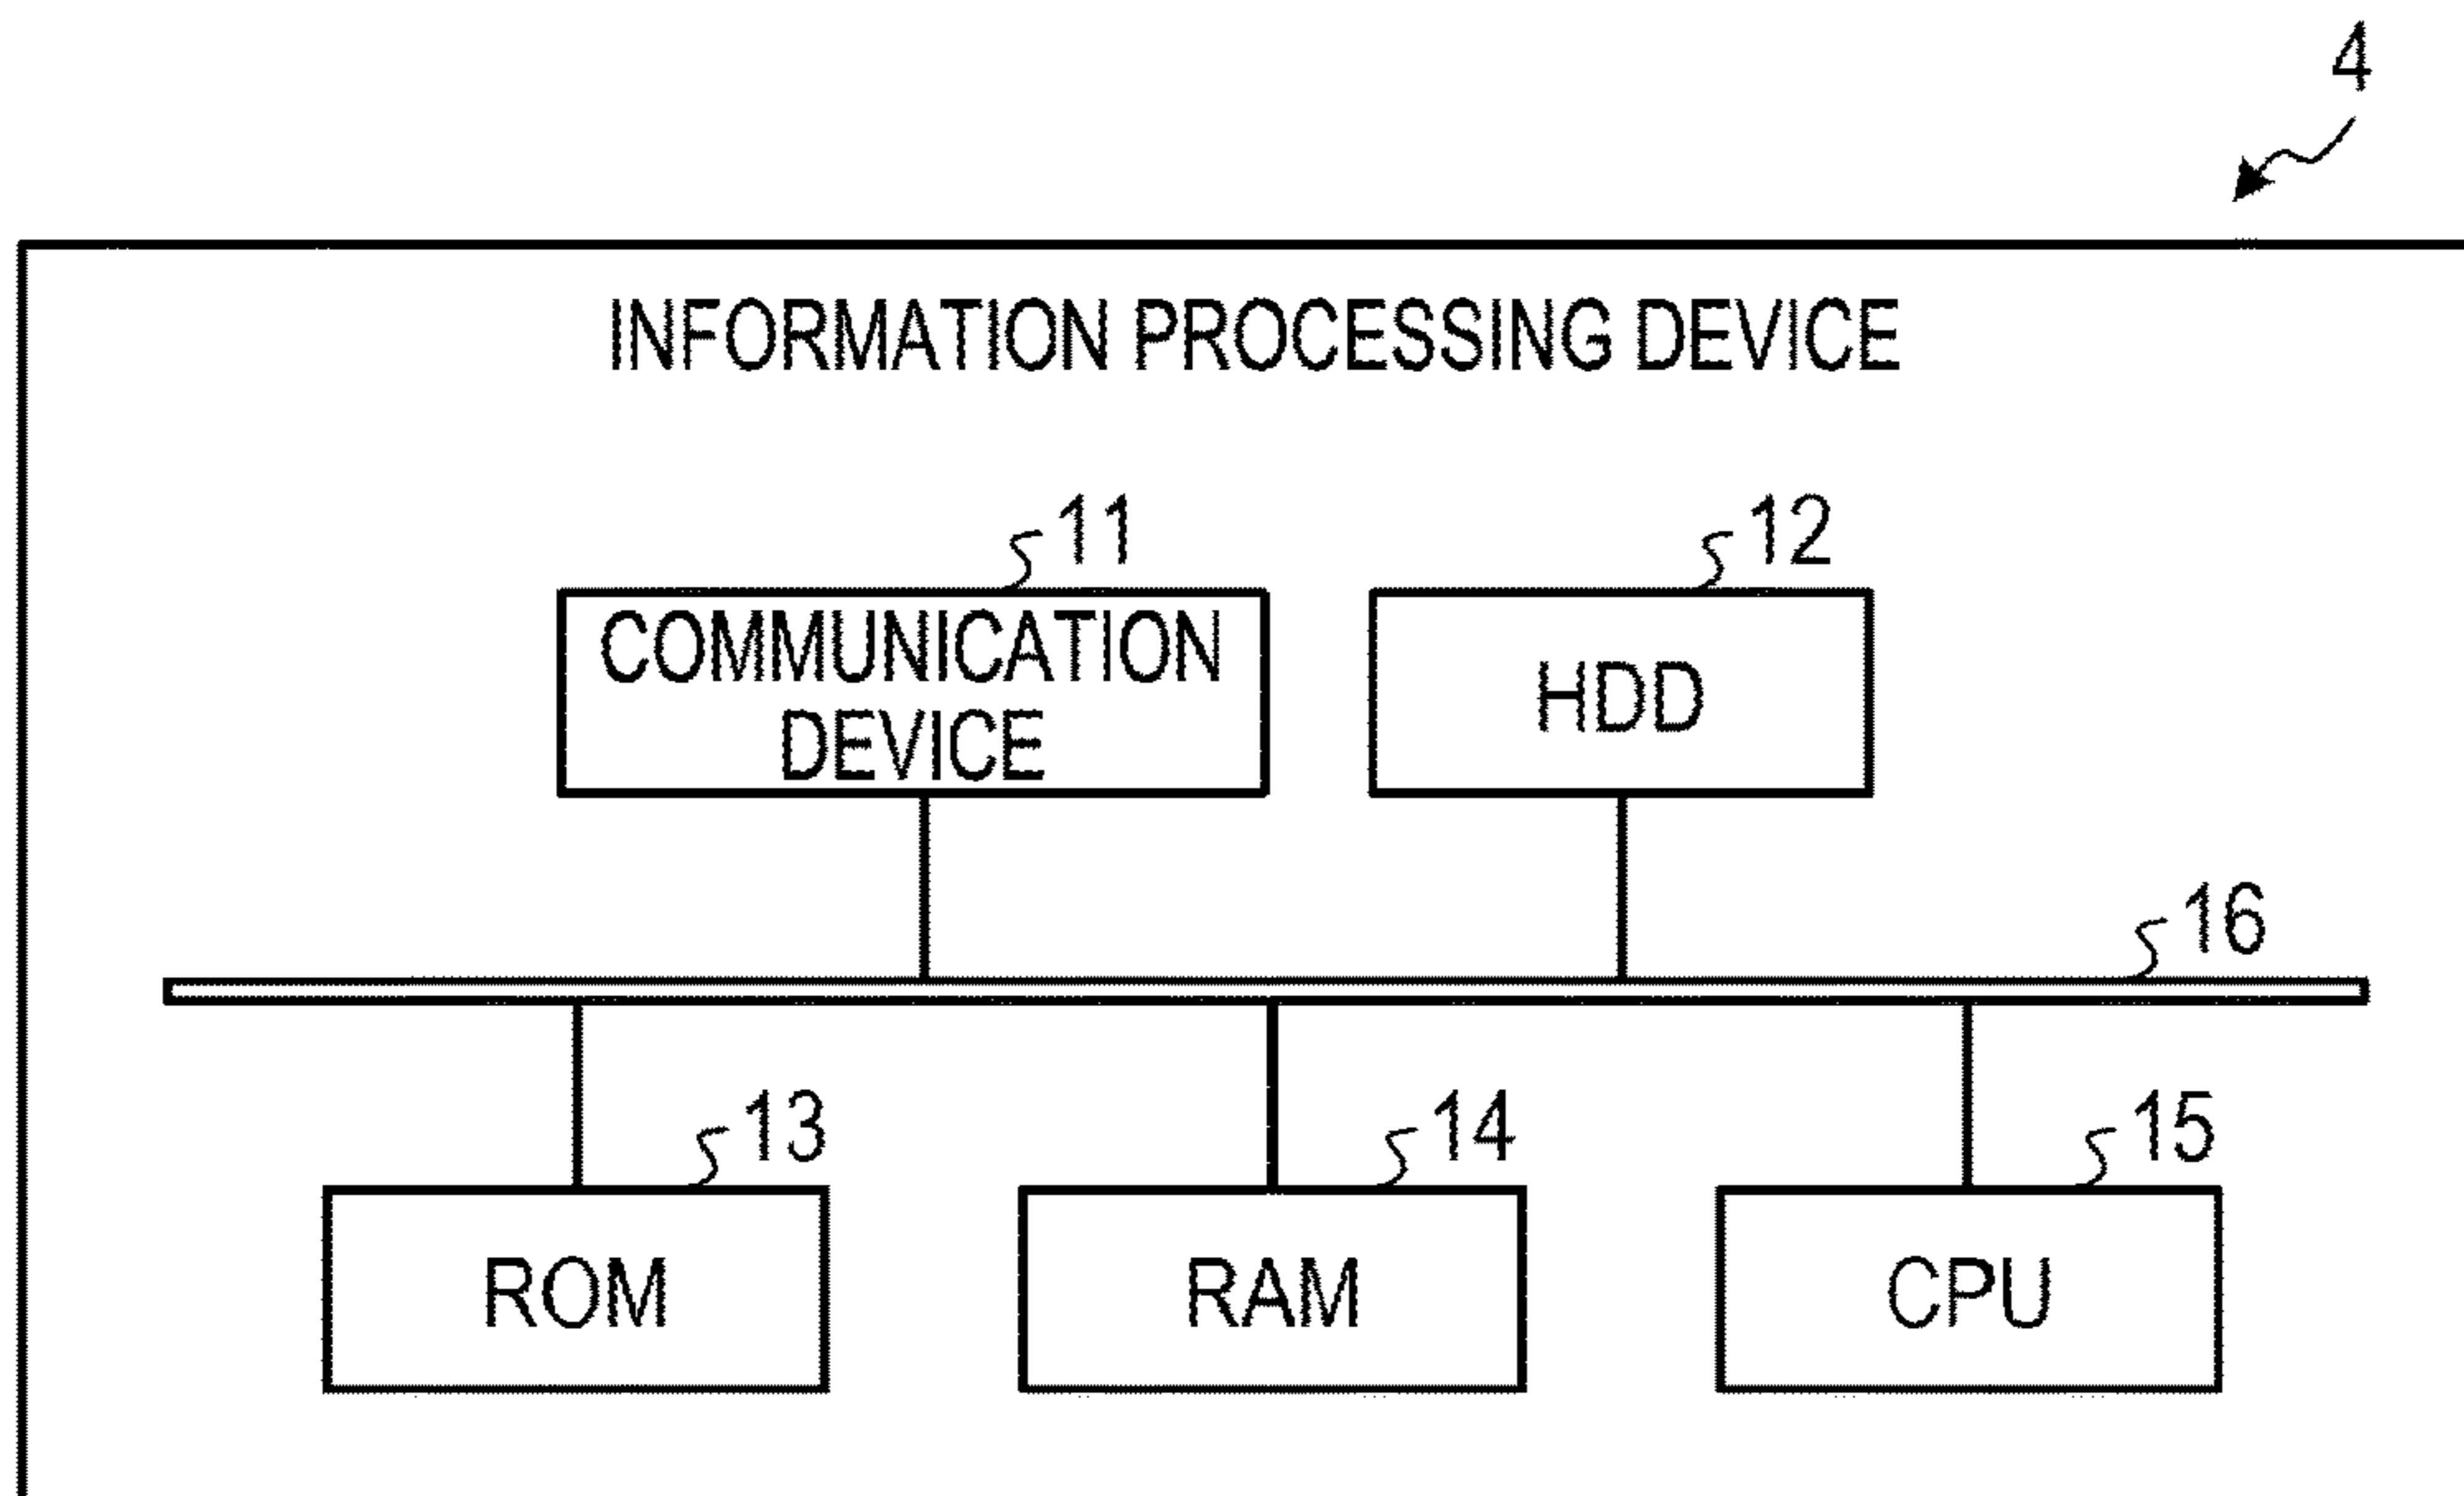 4
INFORMATION PROCESSING DEVICE
11
12
COMMUNICATION
DEVICE
HDD
16
13
14
15
ROM
RAM
CPU